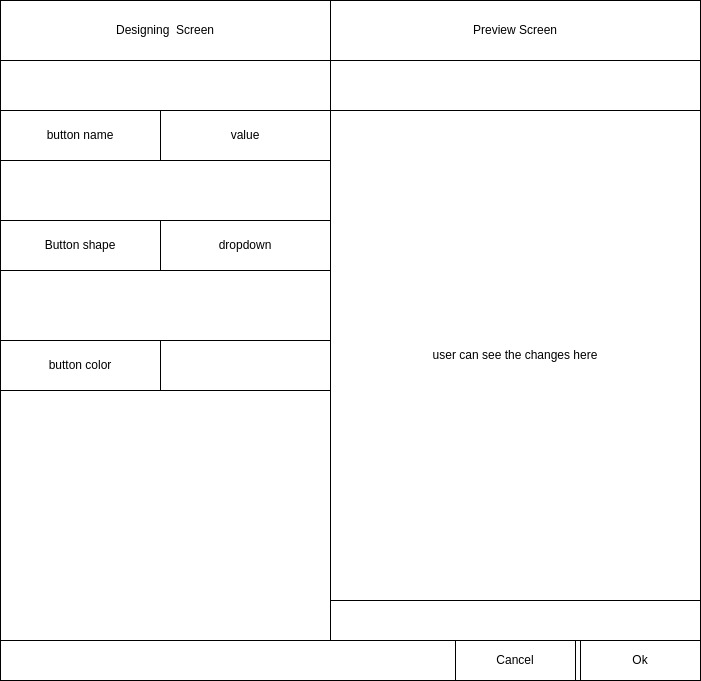 Designing  Screen
Preview Screen
button name
value
Button shape
dropdown
user can see the changes here
button color
Cancel
Ok